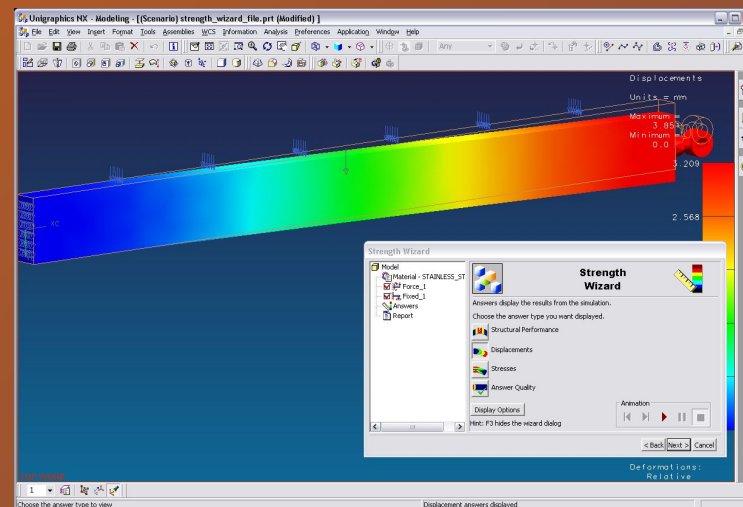 Unigraphics NX - Modeling - [(Scenario) strength_wizard_file.prt (Modified) ]
File Edit View Insert Format Tools Assemblies WCS Information Analysis Preferences Application Window Help
Any
Displacements
Units = mm
Maximum =
3.85
Minimum =
0.0
3.209
XC
2.568
Strength Wizard
Model
Material - STAINLESS_ST
Force_1
Fixed_1
Answers
Report
Strength
Wizard
Answers display the results from the simulation.
Choose the answer type you want displayed.
Structural Performance
Displacements
Stresses
Answer Quality
Display Options
Animation
Hint: F3 hides the wizard dialog
< Back Next > Cancel
Deformations:
Relative
1
Choose the answer type to view
Displacement answers displayed